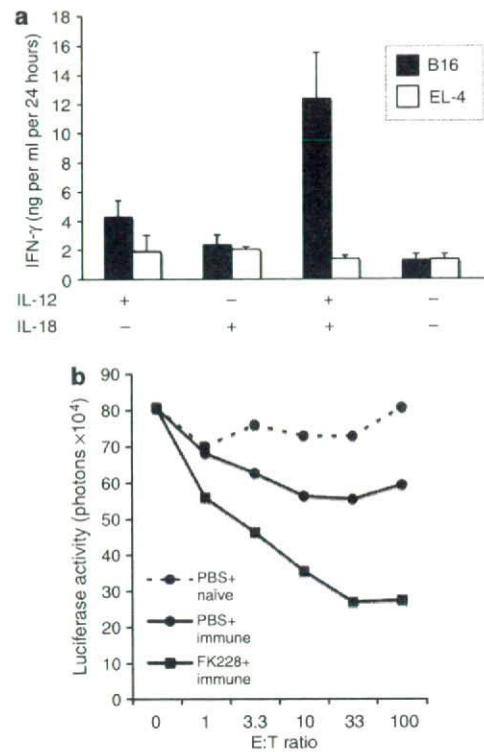 a
18
16
14
12
10
8
6
4
2
0
IFN-γ (ng per ml per 24 hours)
B16
EL-4
IL-12 + – + –
IL-18 – + + –
b
90
80
70
60
50
40
30
20
10
0
Luciferase activity (photons ×10⁴)
PBS+
naïve
PBS+
immune
FK228+
immune
0 1 3.3 10 33 100
E:T ratio